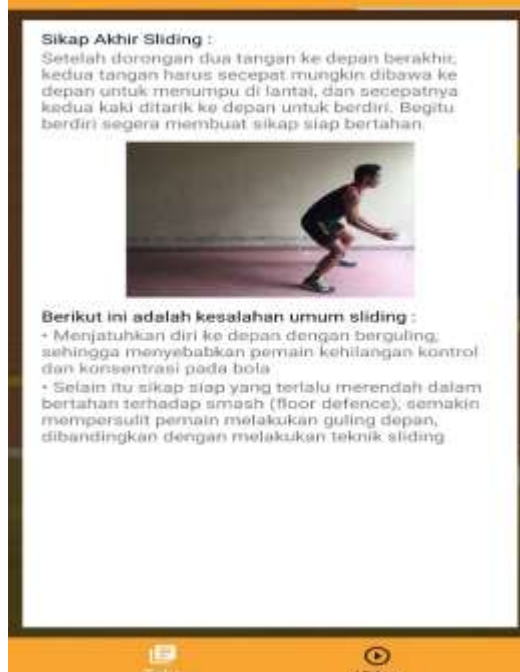 Sikap Akhir Sliding :
Setelah dorongan dua tangan ke depan berakhir,
kedua tangan harus secepat mungkin dibawa ke
depan untuk menumpu di lantai, dan secepatnya
kedua kaki ditarik ke depan untuk berdiri. Begitu
berdiri segera membuat sikap siap bertahan
Berikut ini adalah kesalahan umum sliding :
• Menjatuhkan diri ke depan dengan berguling,
sehingga menyebabkan pemain kehilangan kontrol
dan konsentrasi pada bola
• Selain itu sikap siap yang terlalu merendah dalam
bertahan terhadap smash (floor defence), semakin
mempersulit pemain melakukan guling depan,
dibandingkan dengan melakukan teknik sliding